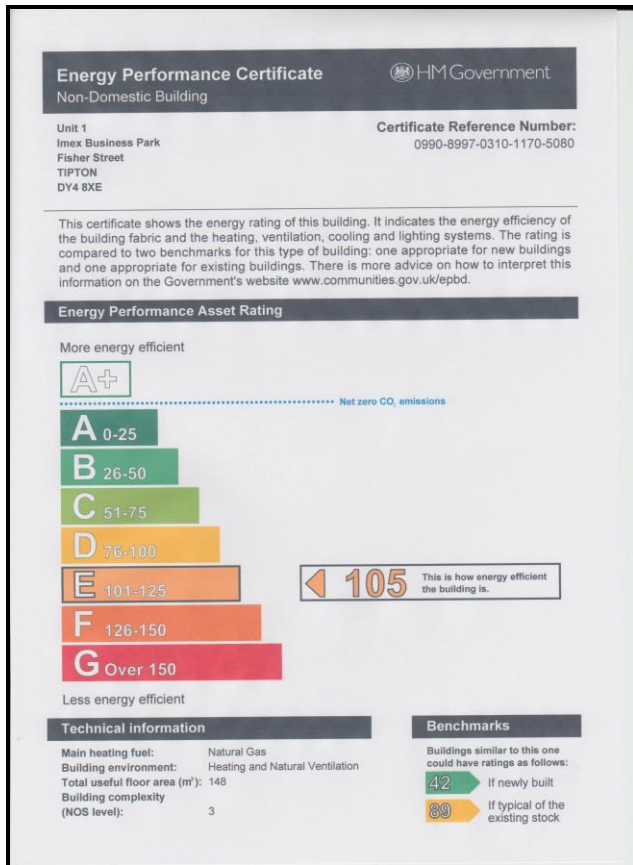 Energy Performance Certificate
HM Government
Non-Domestic Building
Unit 1
Imex Business Park
Fisher Street
TIPTON
DY4 8XE
Certificate Reference Number:
0990-8997-0310-1170-5080
This certificate shows the energy rating of this building. It indicates the energy efficiency of
the building fabric and the heating, ventilation, cooling and lighting systems. The rating is
compared to two benchmarks for this type of building: one appropriate for new buildings
and one appropriate for existing buildings. There is more advice on how to interpret this
information on the Government's website www.communities.gov.uk/epbd.
Energy Performance Asset Rating
More energy efficient
A+
Net zero CO₂ emissions
A 0-25
B 26-50
C 51-75
D 76-100
E 101-125
105
This is how energy efficient
the building is.
F 126-150
G Over 150
Less energy efficient
Technical information
Main heating fuel: Natural Gas
Building environment: Heating and Natural Ventilation
Total useful floor area (m²): 148
Building complexity
(NOS level): 3
Benchmarks
Buildings similar to this one
could have ratings as follows:
42 If newly built
89 If typical of the
existing stock